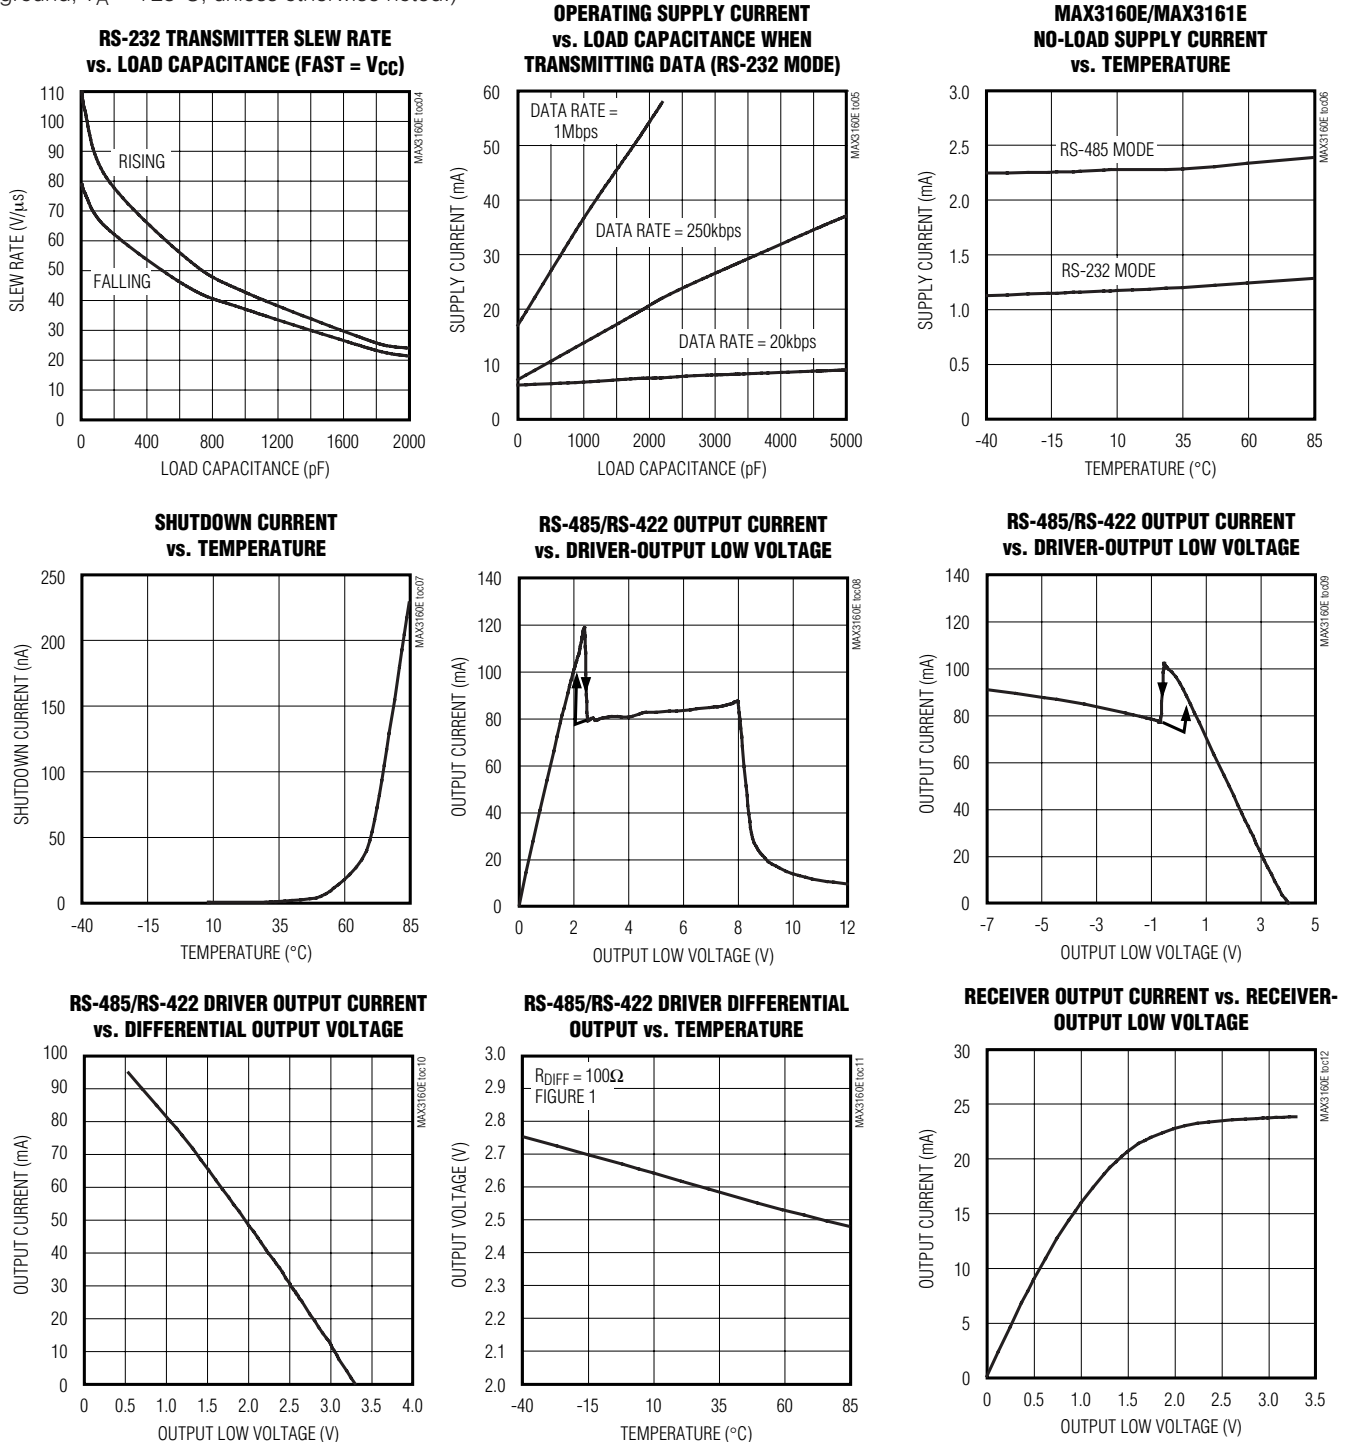 RS-232 TRANSMITTER SLEW RATE
vs. LOAD CAPACITANCE (FAST = VCC)
MAX3160E toc04
SLEW RATE (V/µs)
110
100
90
80
70
60
50
40
30
20
10
0
RISING
FALLING
0 400 800 1200 1600 2000
LOAD CAPACITANCE (pF)
OPERATING SUPPLY CURRENT
vs. LOAD CAPACITANCE WHEN
TRANSMITTING DATA (RS-232 MODE)
MAX3160E toc05
SUPPLY CURRENT (mA)
60
50
40
30
20
10
0
DATA RATE =
1Mbps
DATA RATE = 250kbps
DATA RATE = 20kbps
0 1000 2000 3000 4000 5000
LOAD CAPACITANCE (pF)
MAX3160E/MAX3161E
NO-LOAD SUPPLY CURRENT
vs. TEMPERATURE
MAX3160E toc06
SUPPLY CURRENT (mA)
3.0
2.5
2.0
1.5
1.0
0.5
0
RS-485 MODE
RS-232 MODE
-40 -15 10 35 60 85
TEMPERATURE (°C)
SHUTDOWN CURRENT
vs. TEMPERATURE
MAX3160E toc07
SHUTDOWN CURRENT (nA)
250
200
150
100
50
0
-40 -15 10 35 60 85
TEMPERATURE (°C)
RS-485/RS-422 OUTPUT CURRENT
vs. DRIVER-OUTPUT LOW VOLTAGE
MAX3160E toc08
OUTPUT CURRENT (mA)
140
120
100
80
60
40
20
0
0 2 4 6 8 10 12
OUTPUT LOW VOLTAGE (V)
RS-485/RS-422 OUTPUT CURRENT
vs. DRIVER-OUTPUT LOW VOLTAGE
MAX3160E toc09
OUTPUT CURRENT (mA)
140
120
100
80
60
40
20
0
-7 -5 -3 -1 1 3 5
OUTPUT LOW VOLTAGE (V)
RS-485/RS-422 DRIVER OUTPUT CURRENT
vs. DIFFERENTIAL OUTPUT VOLTAGE
MAX3160E toc10
OUTPUT CURRENT (mA)
100
90
80
70
60
50
40
30
20
10
0
0 0.5 1.0 1.5 2.0 2.5 3.0 3.5 4.0
OUTPUT LOW VOLTAGE (V)
RS-485/RS-422 DRIVER DIFFERENTIAL
OUTPUT vs. TEMPERATURE
MAX3160E toc11
OUTPUT VOLTAGE (V)
3.0
2.9
2.8
2.7
2.6
2.5
2.4
2.3
2.2
2.1
2.0
RDIFF = 100Ω
FIGURE 1
-40 -15 10 35 60 85
TEMPERATURE (°C)
RECEIVER OUTPUT CURRENT vs. RECEIVER-
OUTPUT LOW VOLTAGE
MAX3160E toc12
OUTPUT CURRENT (mA)
30
25
20
15
10
5
0
0 0.5 1.0 1.5 2.0 2.5 3.0 3.5
OUTPUT LOW VOLTAGE (V)